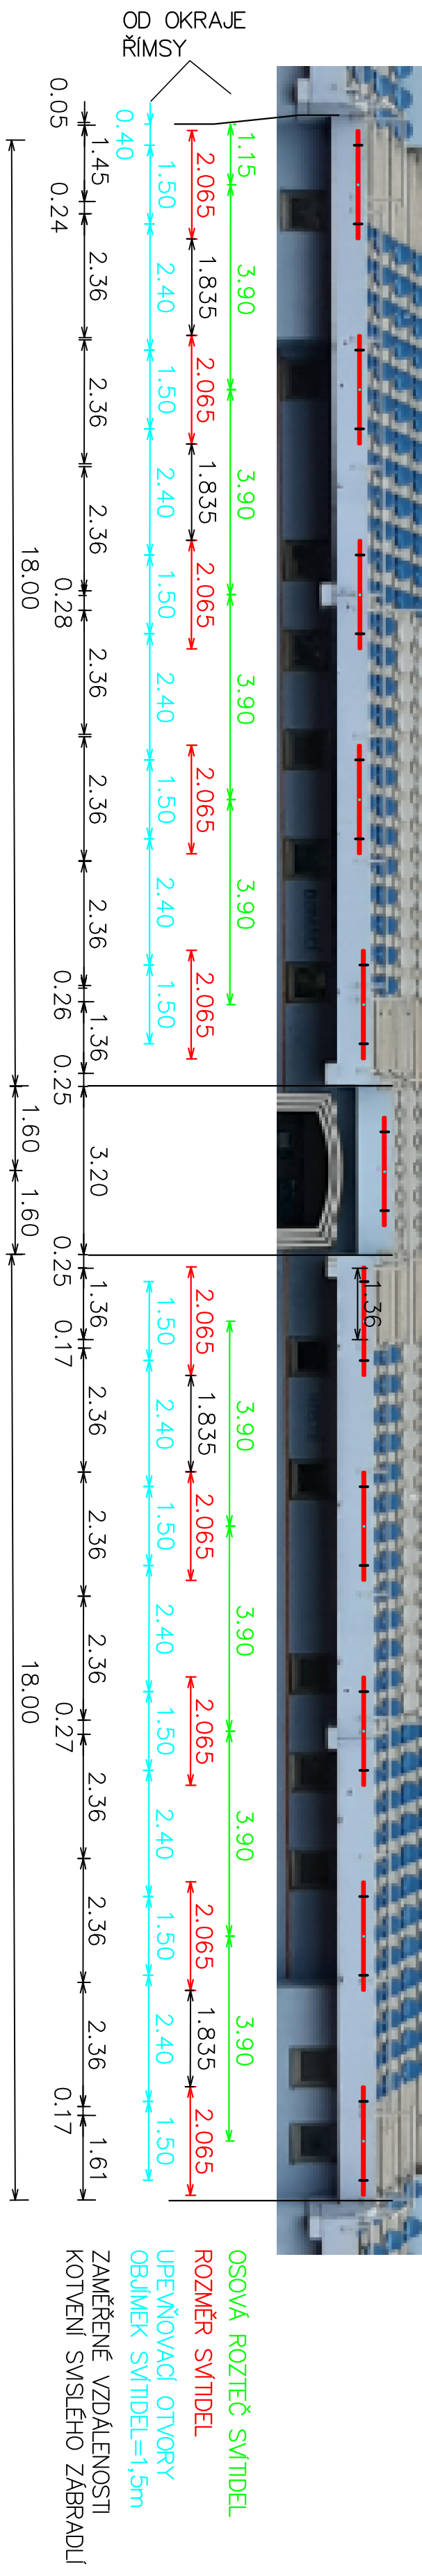 OD OKRAJE
ŘÍMSY
1.15 3.90 3.90 3.90 3.90 3.90 3.90 3.90 3.90
OSOVÁ ROZTEČ SVÍTIDEL
2.065 1.835 2.065 1.835 2.065 2.065 2.065 2.065 1.835 2.065 2.065 2.065 1.835 2.065
ROZMĚR SVÍTIDEL
0.40 1.50 2.40 1.50 2.40 1.50 2.40 1.50 2.40 1.50 1.50 2.40 1.50 2.40 1.50 2.40 1.50 2.40 1.50
UPEVŇOVACÍ OTVORY
OBJÍMEK SVÍTIDEL=1,5m
0.05 1.45 0.24 2.36 2.36 2.36 0.28 2.36 2.36 2.36 0.26 1.36 0.25 3.20 0.25 1.36 0.17 2.36 2.36 2.36 0.27 2.36 2.36 2.36 0.17 1.61
ZAMĚŘENÉ VZDÁLENOSTI
KOTVENÍ SVISLÉHO ZÁBRADLÍ
18.00 1.60 1.60 18.00
1.36